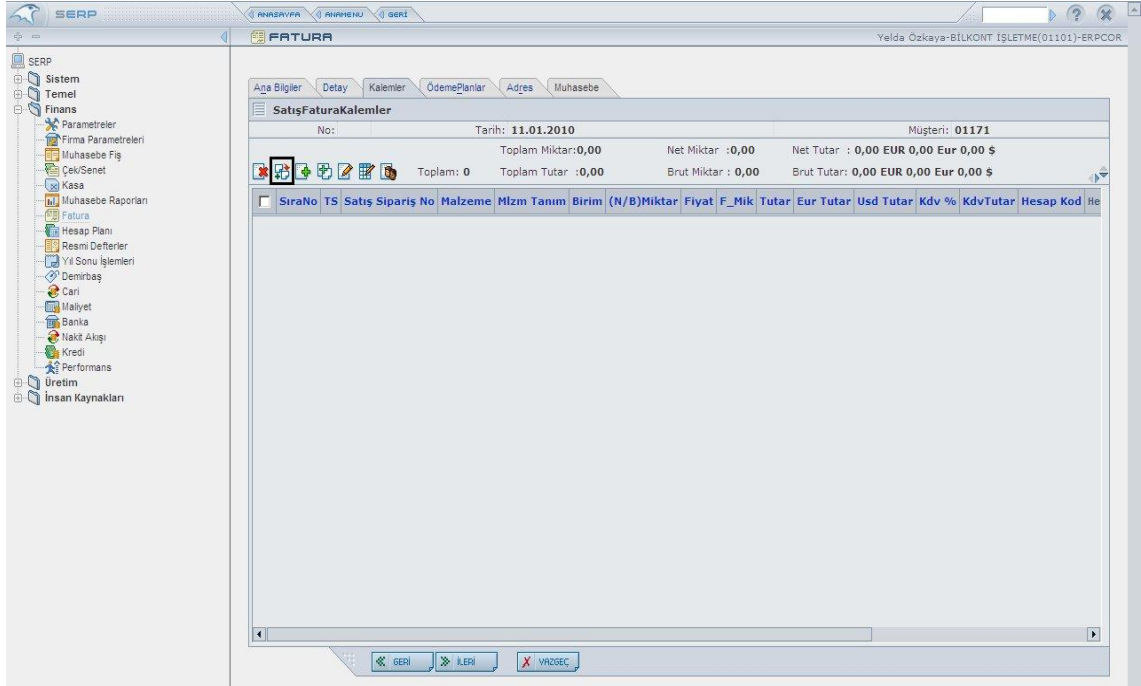 SERP
ANASAYFA ANAMENU GERİ
FATURA
Yelda Özkaya-BİLKONT İŞLETME(01101)-ERPCOR
SERP
Sistem
Temel
Finans
Parametreler
Firma Parametreleri
Muhasebe Fiş
Çek/Senet
Kasa
Muhasebe Raporları
Fatura
Hesap Planı
Resmi Defterler
Yıl Sonu İşlemleri
Demirbaş
Cari
Maliyet
Banka
Nakit Akışı
Kredi
Performans
Üretim
İnsan Kaynakları
Ana Bilgiler Detay Kalemler ÖdemePlanlar Adres Muhasebe
SatışFaturaKalemler
No: Tarih: 11.01.2010 Müşteri: 01171
Toplam Miktar:0,00 Net Miktar :0,00 Net Tutar : 0,00 EUR 0,00 Eur 0,00 $
Toplam: 0 Toplam Tutar :0,00 Brut Miktar : 0,00 Brut Tutar: 0,00 EUR 0,00 Eur 0,00 $
SıraNo TS Satış Sipariş No Malzeme Mlzm Tanım Birim (N/B)Miktar Fiyat F_Mik Tutar Eur Tutar Usd Tutar Kdv % KdvTutar Hesap Kod He
GERİ İLERİ VAZGEÇ